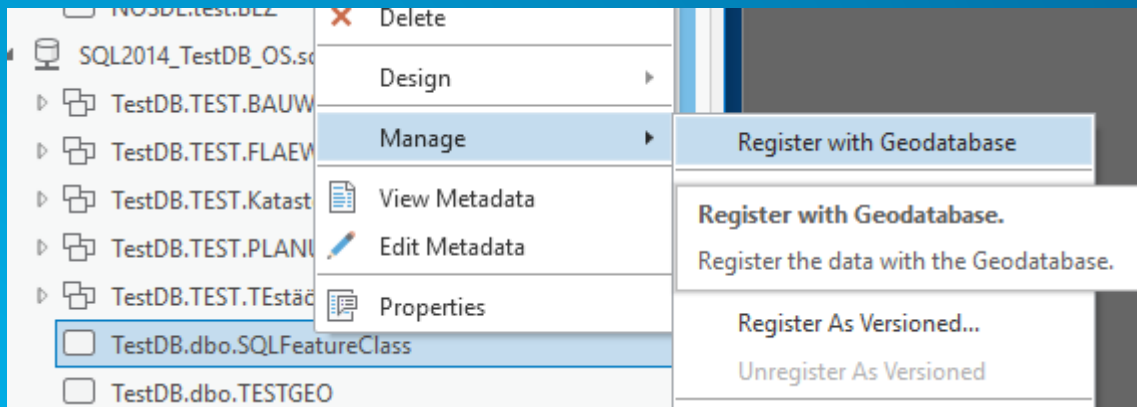 Delete
SQL2014_TestDB_OS.s
Design
TestDB.TEST.BAUW
Manage
Register with Geodatabase
TestDB.TEST.FLAEW
TestDB.TEST.Katast
View Metadata
Register with Geodatabase.
TestDB.TEST.PLANU
Edit Metadata
Register the data with the Geodatabase.
TestDB.TEST.TEstäö
Properties
Register As Versioned...
TestDB.dbo.SQLFeatureClass
Unregister As Versioned
TestDB.dbo.TESTGEO